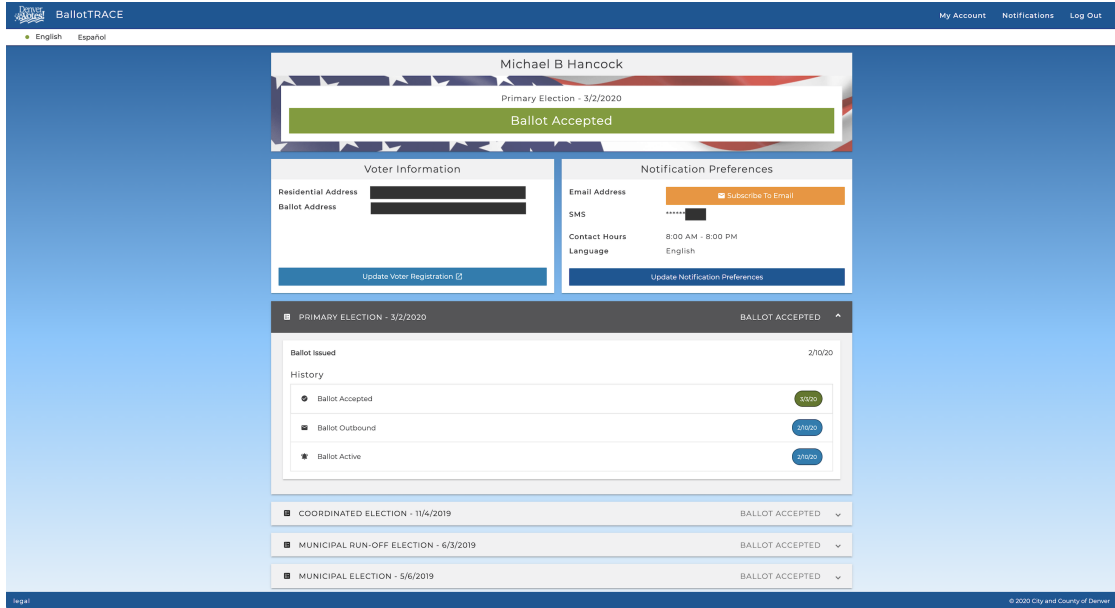 Denver Votes! BallotTRACE My Account Notifications Log Out
English Español
Michael B Hancock
Primary Election - 3/2/2020
Ballot Accepted
Voter Information
Residential Address
Ballot Address
Update Voter Registration
Notification Preferences
Email Address Subscribe To Email
SMS ******
Contact Hours 8:00 AM - 8:00 PM
Language English
Update Notification Preferences
PRIMARY ELECTION - 3/2/2020 BALLOT ACCEPTED
Ballot Issued 2/10/20
History
Ballot Accepted 3/3/20
Ballot Outbound 2/10/20
Ballot Active 2/10/20
COORDINATED ELECTION - 11/4/2019 BALLOT ACCEPTED
MUNICIPAL RUN-OFF ELECTION - 6/3/2019 BALLOT ACCEPTED
MUNICIPAL ELECTION - 5/6/2019 BALLOT ACCEPTED
legal © 2020 City and County of Denver